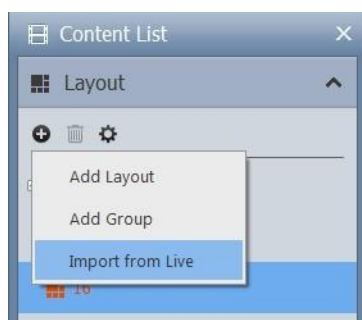 Content List
Layout
Add Layout
Add Group
Import from Live
16